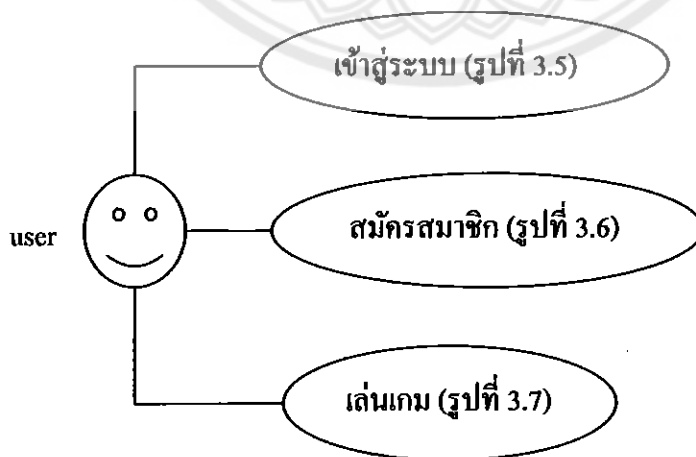 เข้าสู่ระบบ (รูปที่ 3.5)
user
สมัครสมาชิก (รูปที่ 3.6)
เล่นเกม (รูปที่ 3.7)